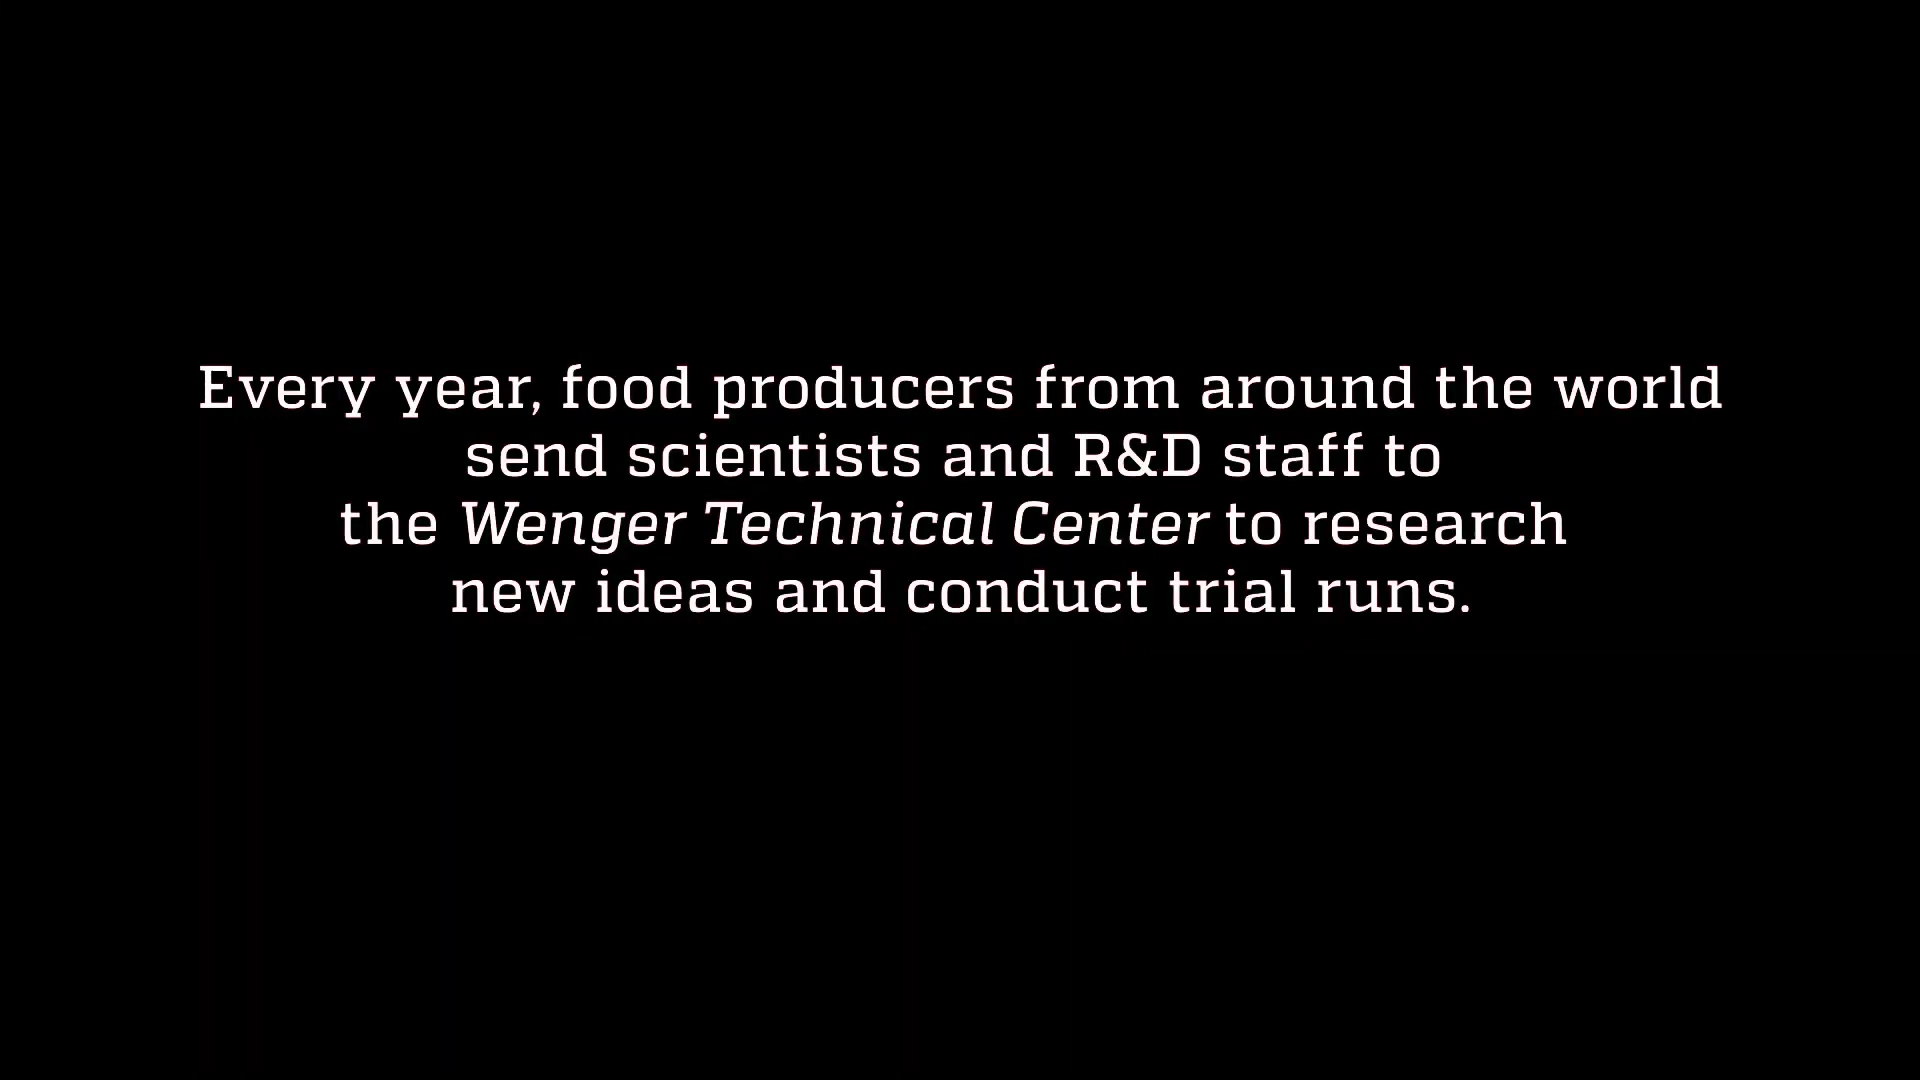 Every year, food producers from around the world
send scientists and R&D staff to
the Wenger Technical Center to research
new ideas and conduct trial runs.